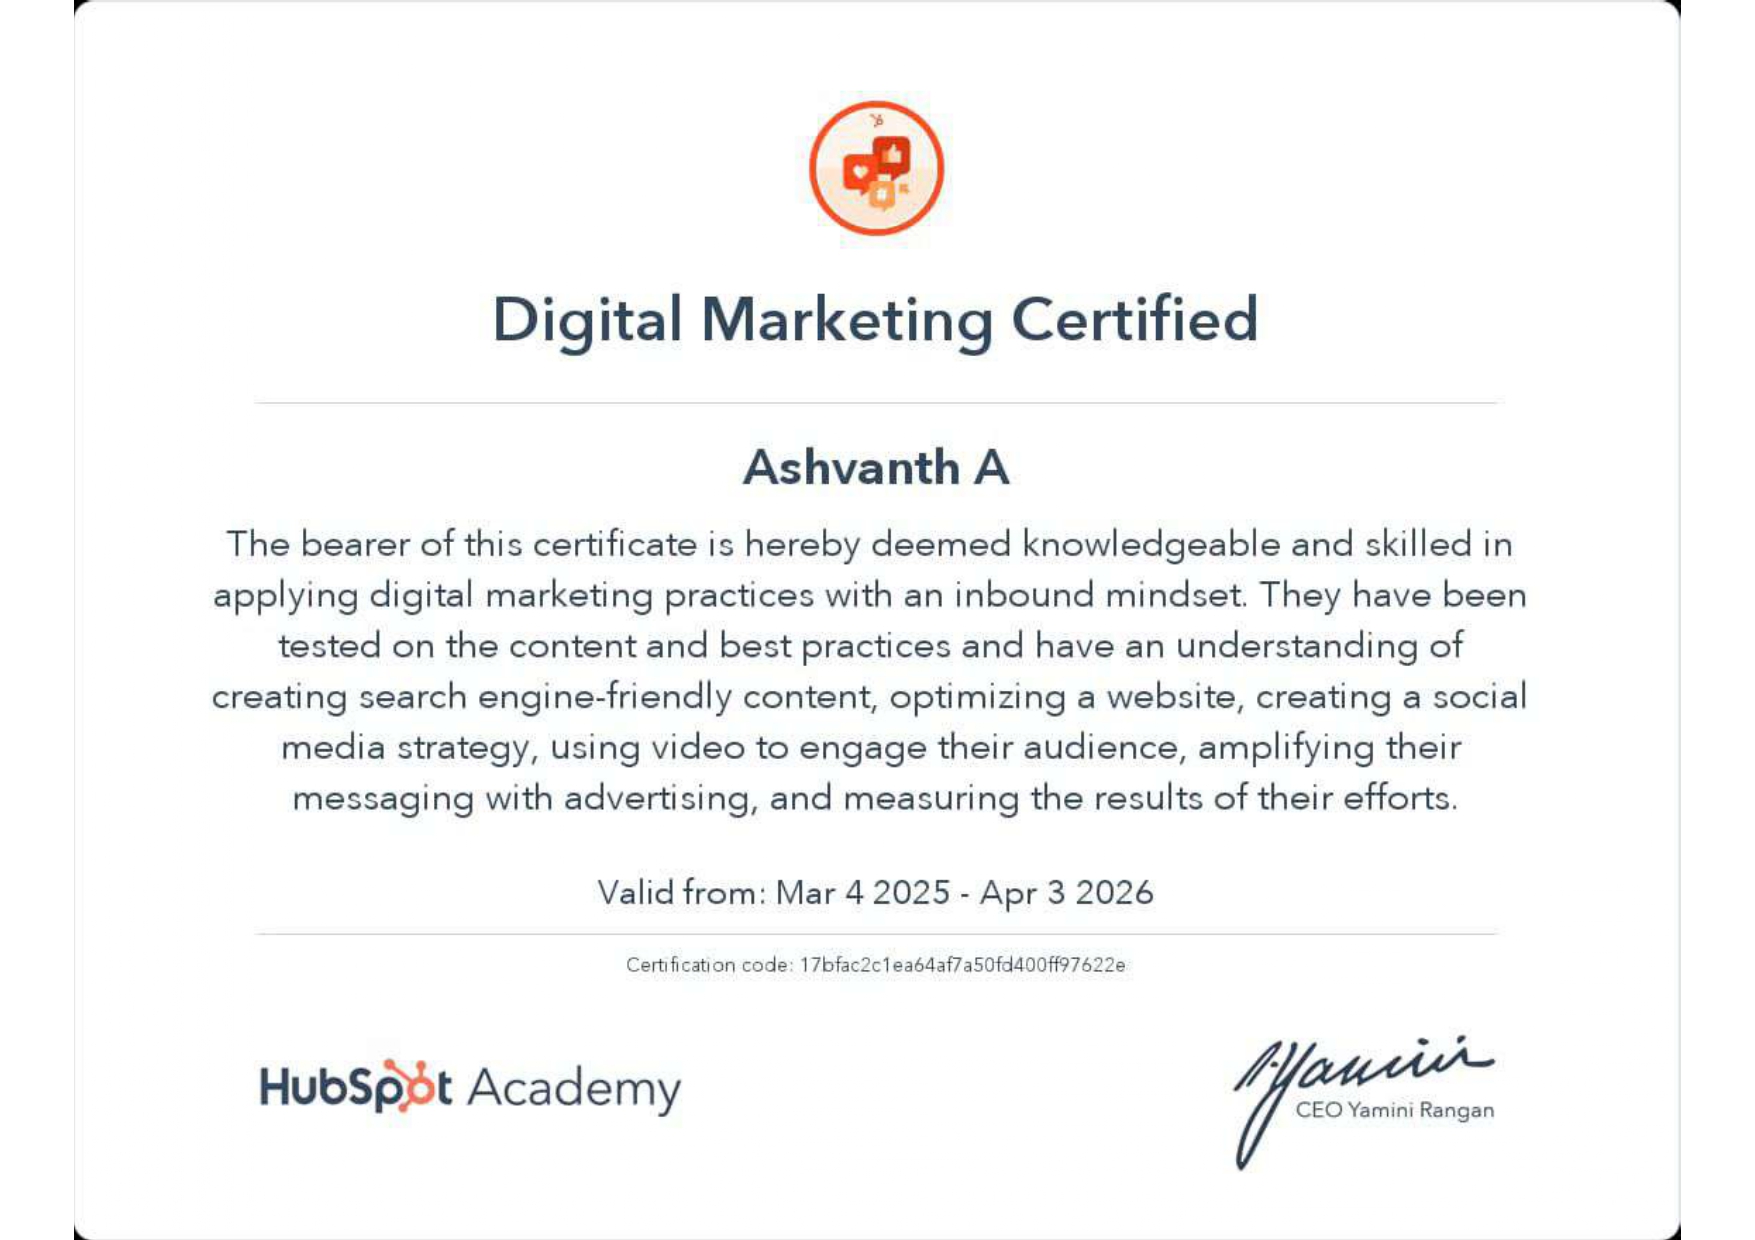 Digital Marketing Certified
Ashvanth A
The bearer of this certificate is hereby deemed knowledgeable and skilled in
applying digital marketing practices with an inbound mindset. They have been
tested on the content and best practices and have an understanding of
creating search engine-friendly content, optimizing a website, creating a social
media strategy, using video to engage their audience, amplifying their
messaging with advertising, and measuring the results of their efforts.
Valid from: Mar 4 2025 - Apr 3 2026
Certification code: 17bfac2c1ea64af7a50fd400ff97622e
HubSpot Academy
CEO Yamini Rangan